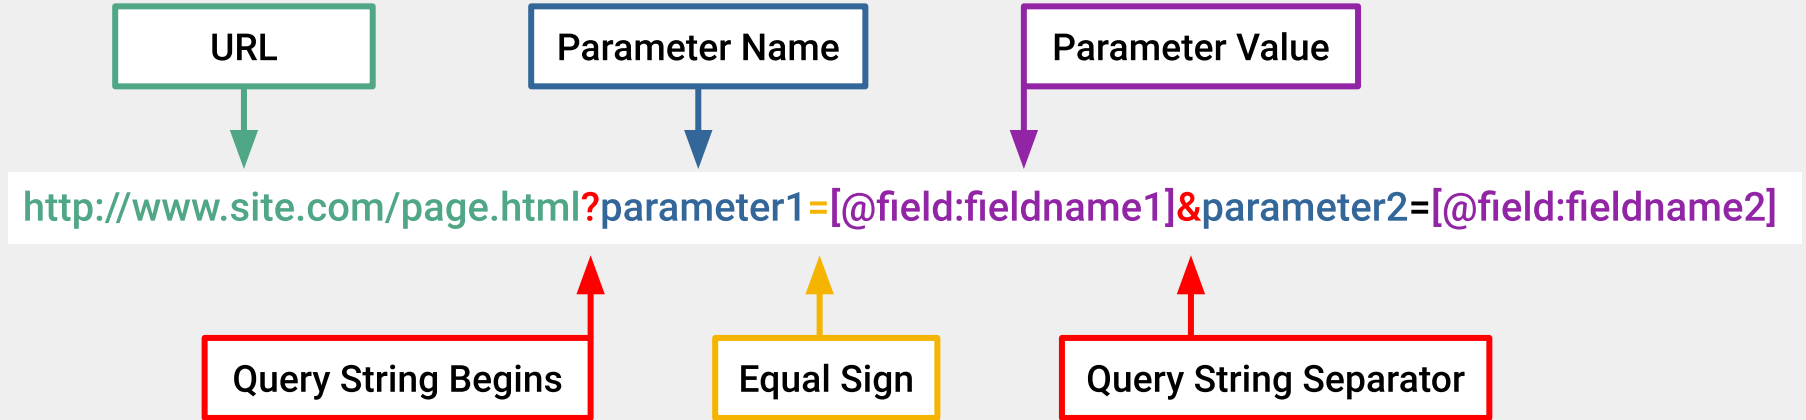 URL
Parameter Name
Parameter Value
http://www.site.com/page.html?parameter1=[@field:fieldname1]&parameter2=[@field:fieldname2]
Query String Begins
Equal Sign
Query String Separator